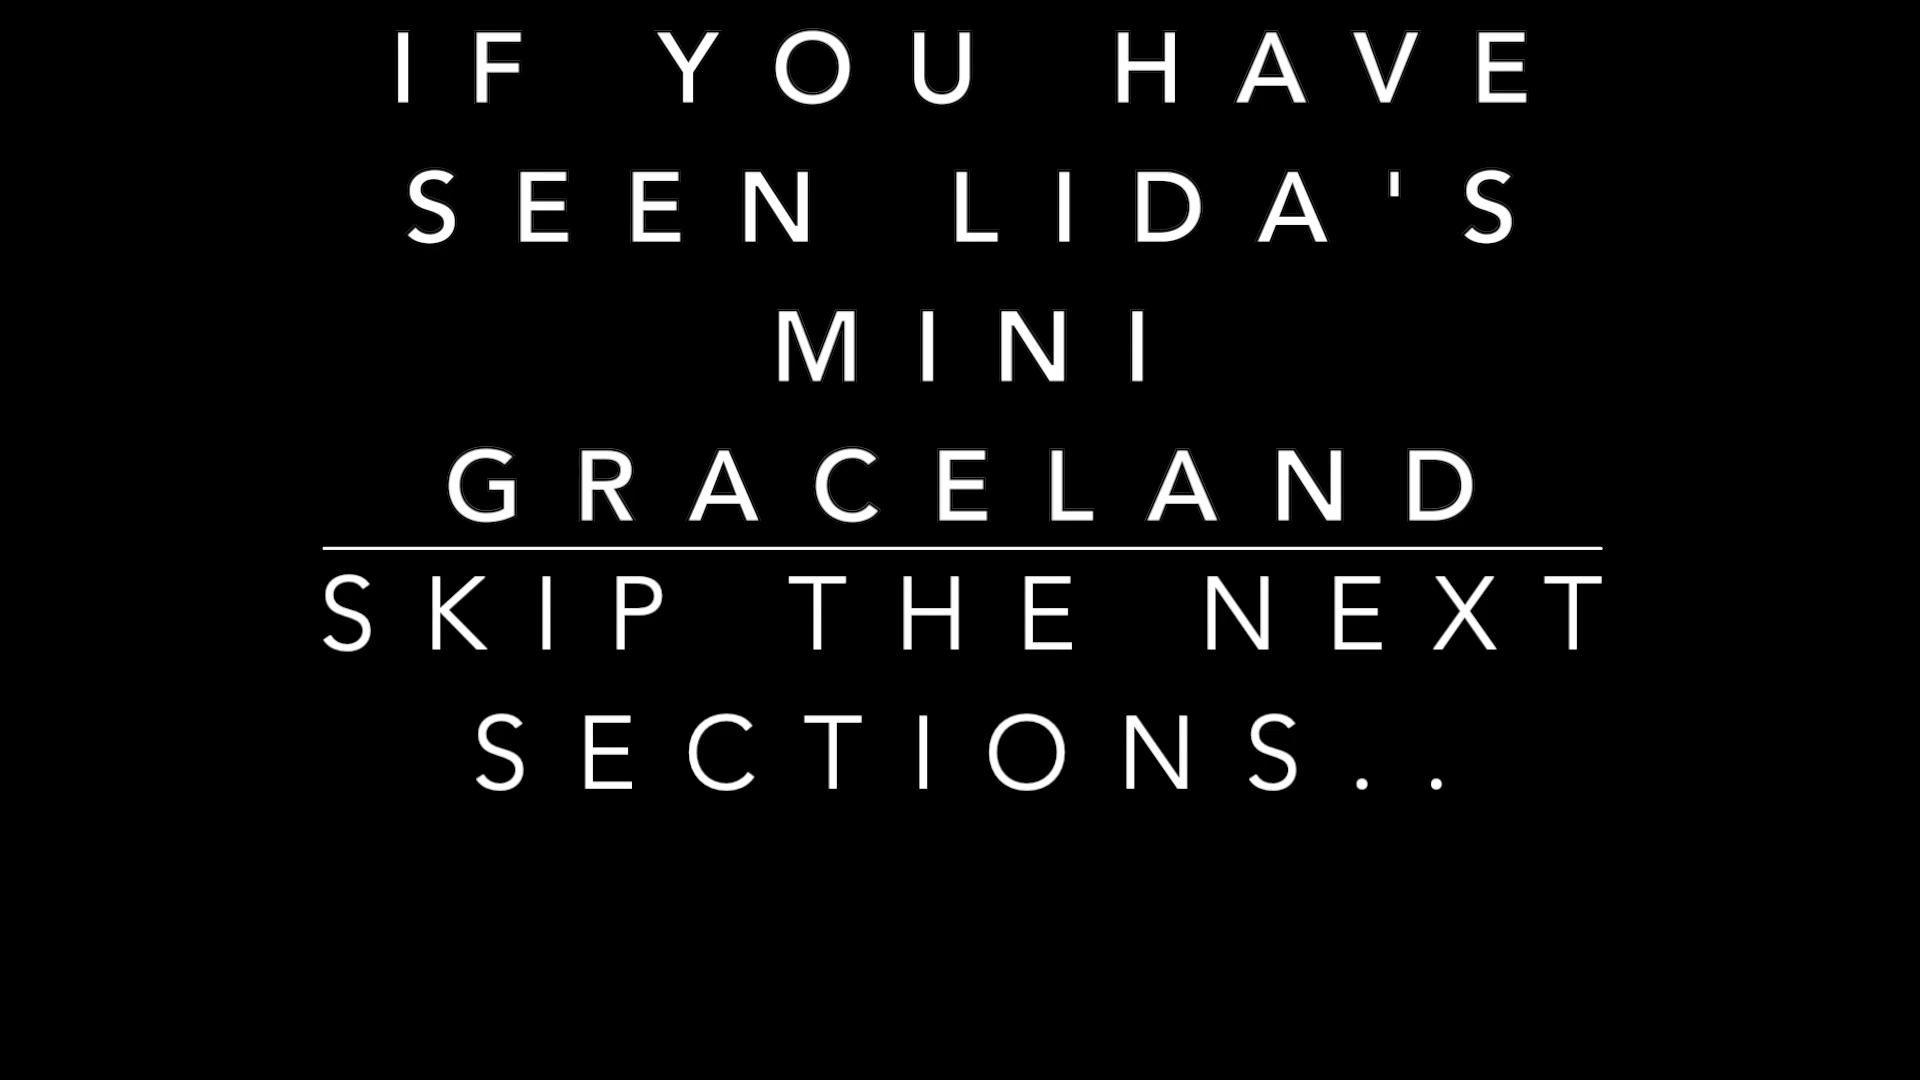 IF YOU HAVE
SEEN LIDA'S
MINI
GRACELAND
SKIP THE NEXT
SECTIONS..